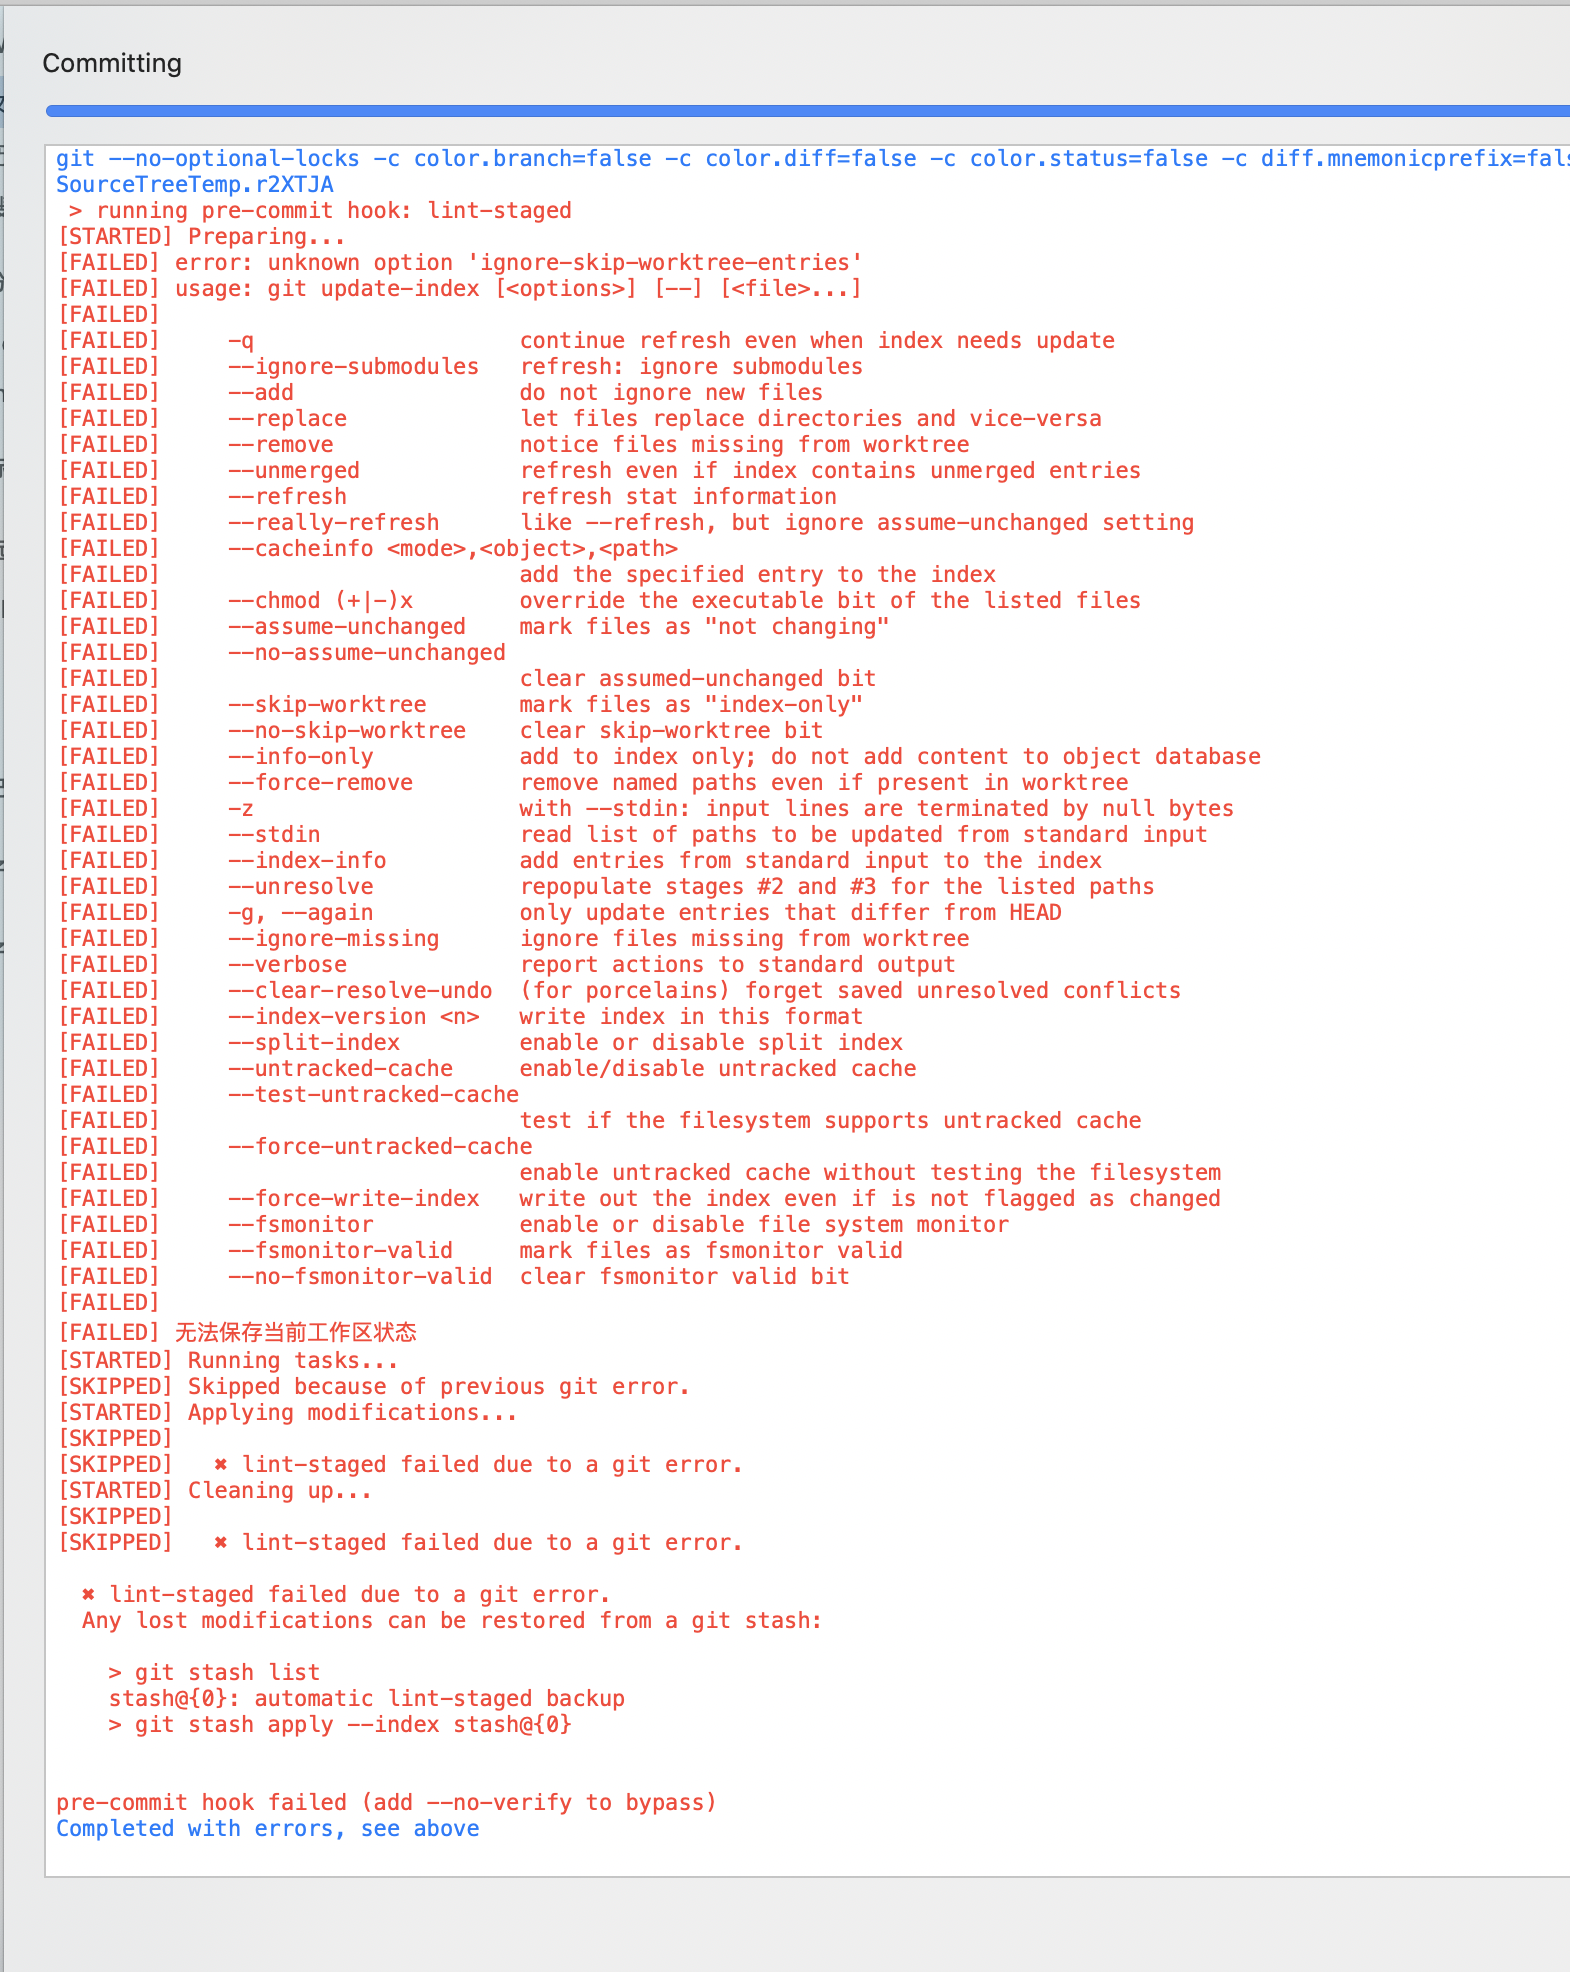 Committing
git --no-optional-locks -c color.branch=false -c color.diff=false -c color.status=false -c diff.mnemonicprefix=fals
SourceTreeTemp.r2XTJA
 > running pre-commit hook: lint-staged
[STARTED] Preparing...
[FAILED] error: unknown option 'ignore-skip-worktree-entries'
[FAILED] usage: git update-index [<options>] [--] [<file>...]
[FAILED]
[FAILED]     -q                    continue refresh even when index needs update
[FAILED]     --ignore-submodules   refresh: ignore submodules
[FAILED]     --add                 do not ignore new files
[FAILED]     --replace             let files replace directories and vice-versa
[FAILED]     --remove              notice files missing from worktree
[FAILED]     --unmerged            refresh even if index contains unmerged entries
[FAILED]     --refresh             refresh stat information
[FAILED]     --really-refresh      like --refresh, but ignore assume-unchanged setting
[FAILED]     --cacheinfo <mode>,<object>,<path>
[FAILED]                           add the specified entry to the index
[FAILED]     --chmod (+|-)x        override the executable bit of the listed files
[FAILED]     --assume-unchanged    mark files as "not changing"
[FAILED]     --no-assume-unchanged
[FAILED]                           clear assumed-unchanged bit
[FAILED]     --skip-worktree       mark files as "index-only"
[FAILED]     --no-skip-worktree    clear skip-worktree bit
[FAILED]     --info-only           add to index only; do not add content to object database
[FAILED]     --force-remove        remove named paths even if present in worktree
[FAILED]     -z                    with --stdin: input lines are terminated by null bytes
[FAILED]     --stdin               read list of paths to be updated from standard input
[FAILED]     --index-info          add entries from standard input to the index
[FAILED]     --unresolve           repopulate stages #2 and #3 for the listed paths
[FAILED]     -g, --again           only update entries that differ from HEAD
[FAILED]     --ignore-missing      ignore files missing from worktree
[FAILED]     --verbose             report actions to standard output
[FAILED]     --clear-resolve-undo  (for porcelains) forget saved unresolved conflicts
[FAILED]     --index-version <n>   write index in this format
[FAILED]     --split-index         enable or disable split index
[FAILED]     --untracked-cache     enable/disable untracked cache
[FAILED]     --test-untracked-cache
[FAILED]                           test if the filesystem supports untracked cache
[FAILED]     --force-untracked-cache
[FAILED]                           enable untracked cache without testing the filesystem
[FAILED]     --force-write-index   write out the index even if is not flagged as changed
[FAILED]     --fsmonitor           enable or disable file system monitor
[FAILED]     --fsmonitor-valid     mark files as fsmonitor valid
[FAILED]     --no-fsmonitor-valid  clear fsmonitor valid bit
[FAILED]
[FAILED] 无法保存当前工作区状态
[STARTED] Running tasks...
[SKIPPED] Skipped because of previous git error.
[STARTED] Applying modifications...
[SKIPPED]
[SKIPPED]   ✖ lint-staged failed due to a git error.
[STARTED] Cleaning up...
[SKIPPED]
[SKIPPED]   ✖ lint-staged failed due to a git error.
  ✖ lint-staged failed due to a git error.
  Any lost modifications can be restored from a git stash:
    > git stash list
    stash@{0}: automatic lint-staged backup
    > git stash apply --index stash@{0}
pre-commit hook failed (add --no-verify to bypass)
Completed with errors, see above